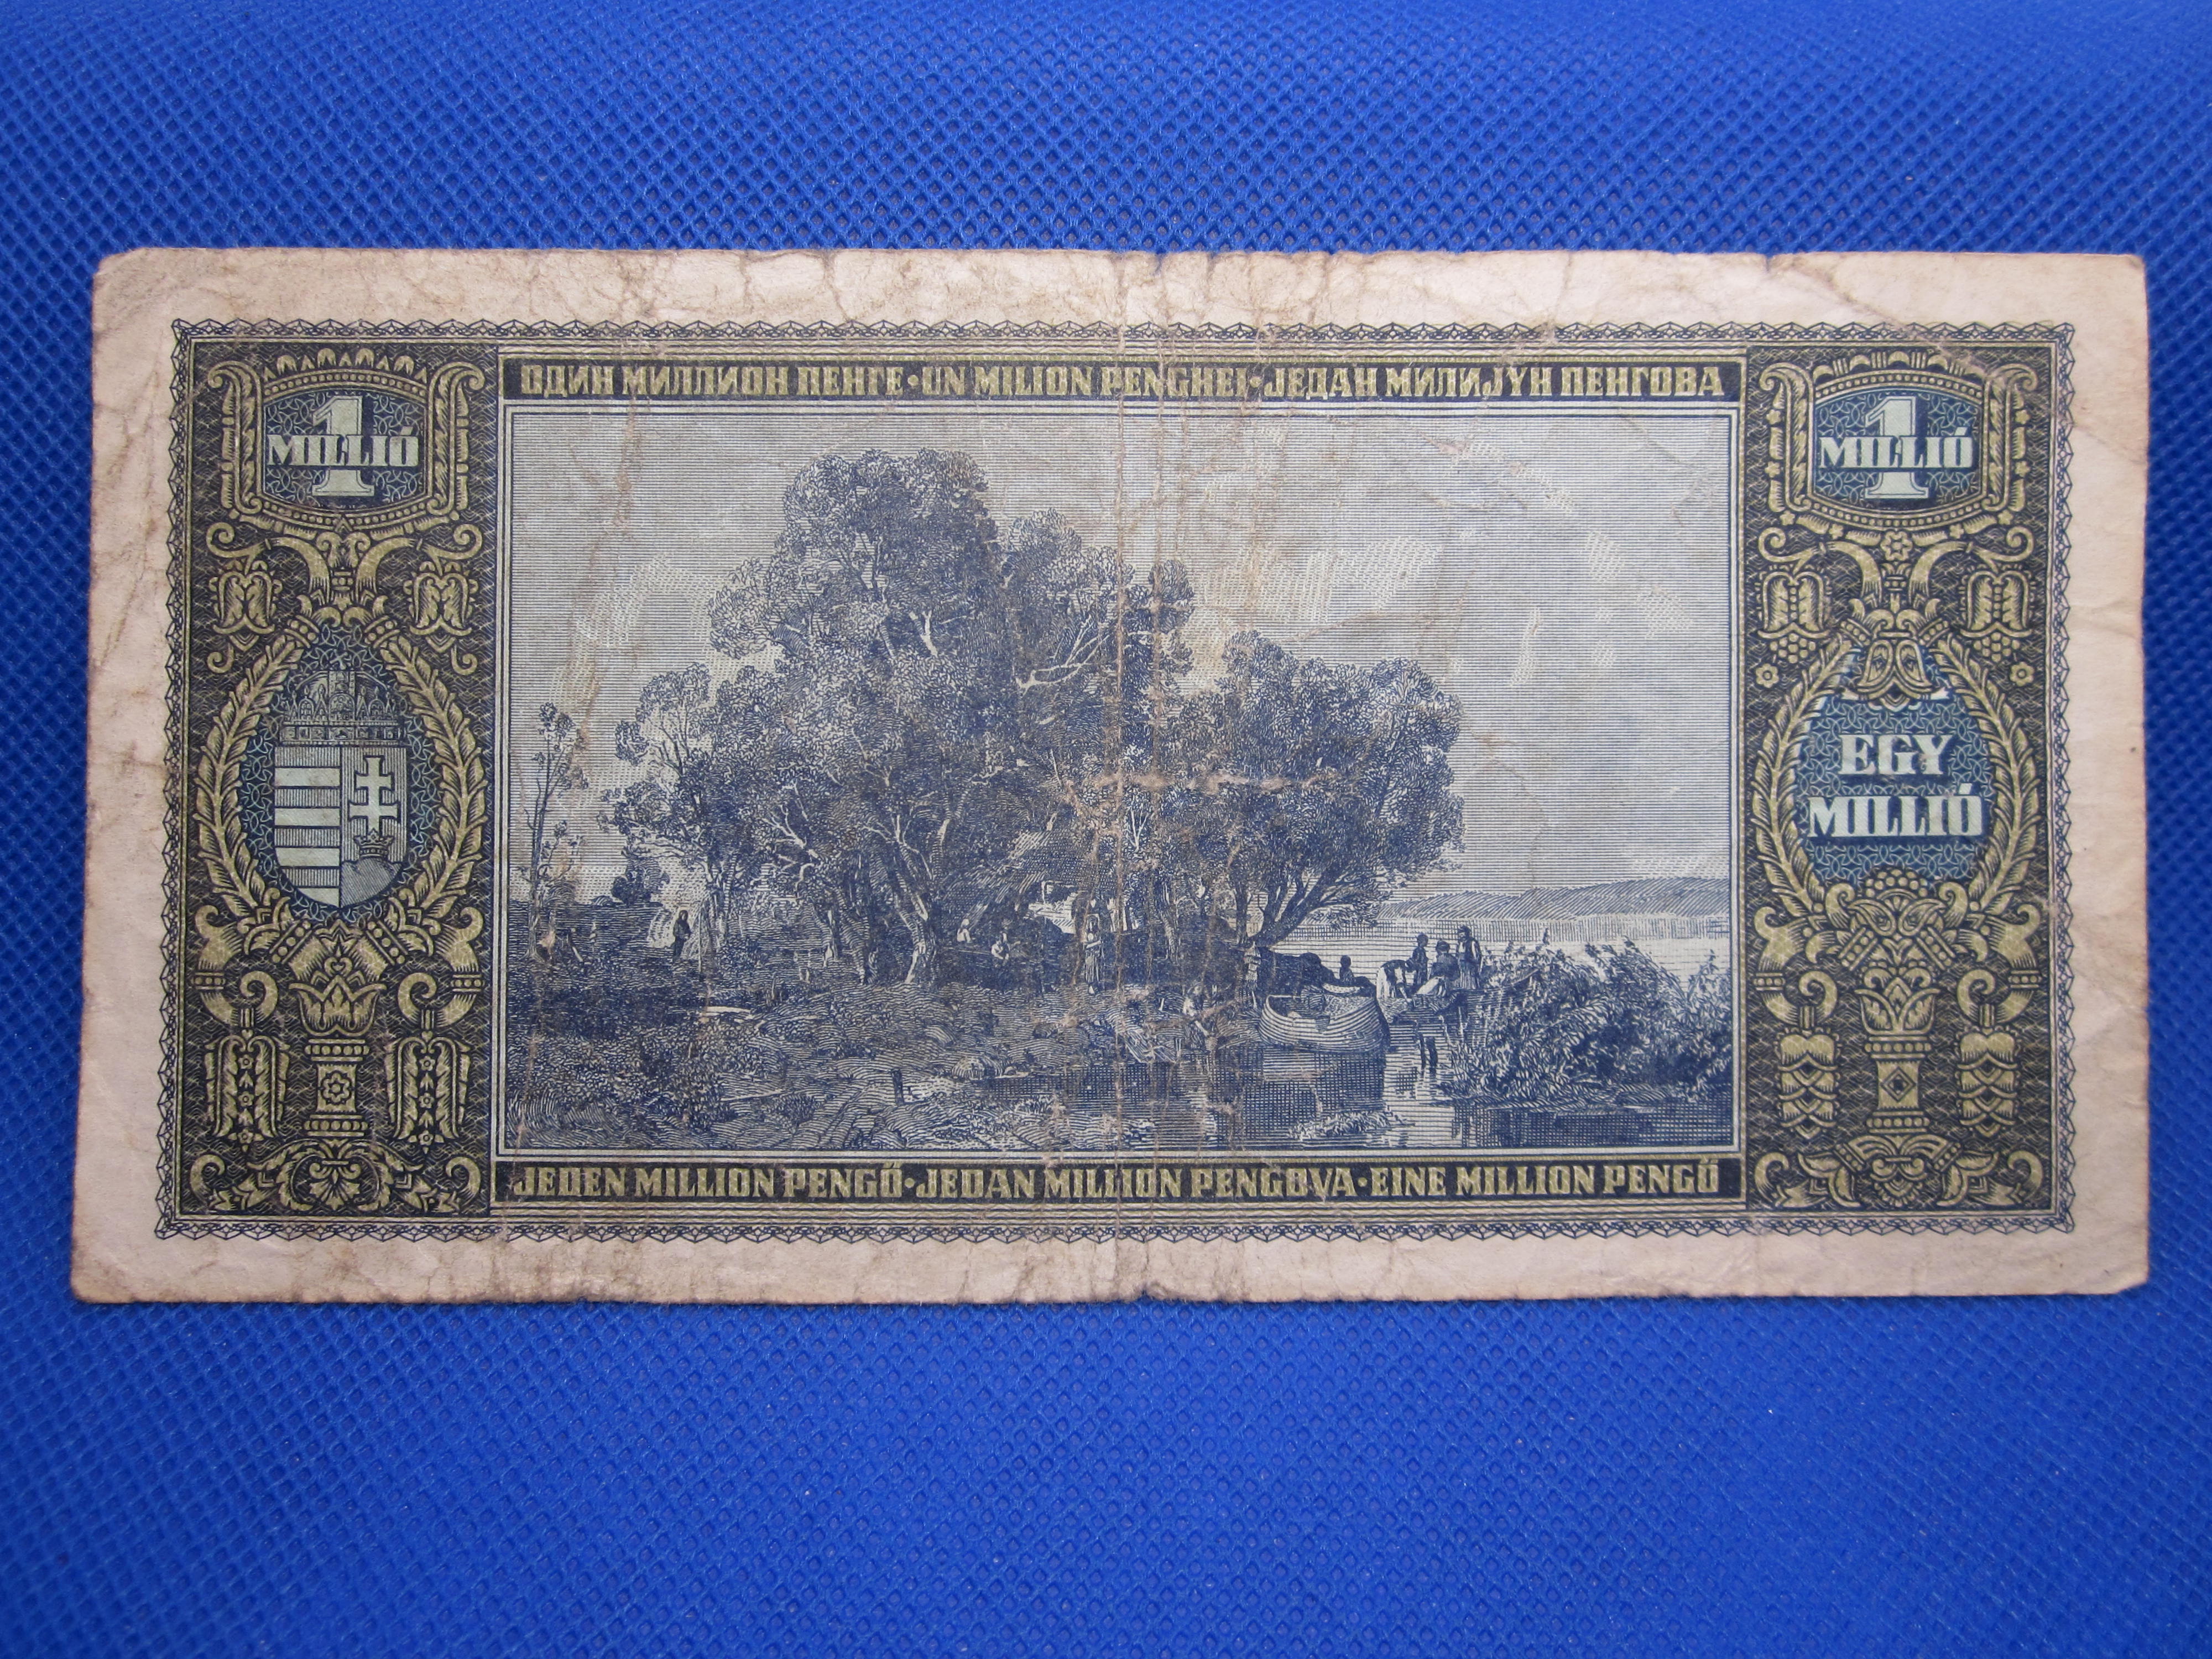 1
MILLIÓ
ОДИН МИЛЛИОН ПЕНГЕ · UN MILION PENGHEI · ЈЕДАН МИЛИЈУН ПЕНГОВА
1
MILLIÓ
EGY
MILLIÓ
JEDEN MILLION PENGŐ · JEDAN MILLION PENGOVA · EINE MILLION PENGŐ